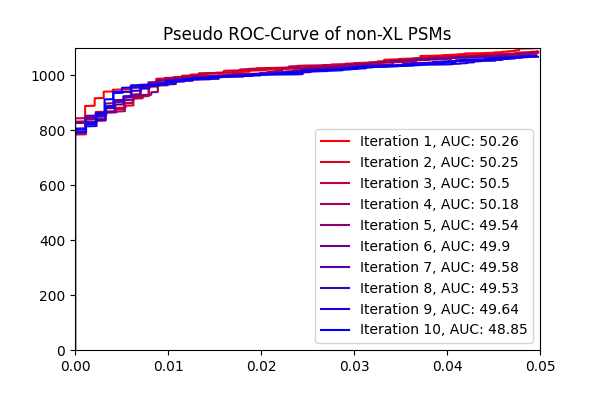 Pseudo ROC-Curve of non-XL PSMs
1000
800
600
400
200
0
Iteration 1, AUC: 50.26
Iteration 2, AUC: 50.25
Iteration 3, AUC: 50.5
Iteration 4, AUC: 50.18
Iteration 5, AUC: 49.54
Iteration 6, AUC: 49.9
Iteration 7, AUC: 49.58
Iteration 8, AUC: 49.53
Iteration 9, AUC: 49.64
Iteration 10, AUC: 48.85
0.00 0.01 0.02 0.03 0.04 0.05